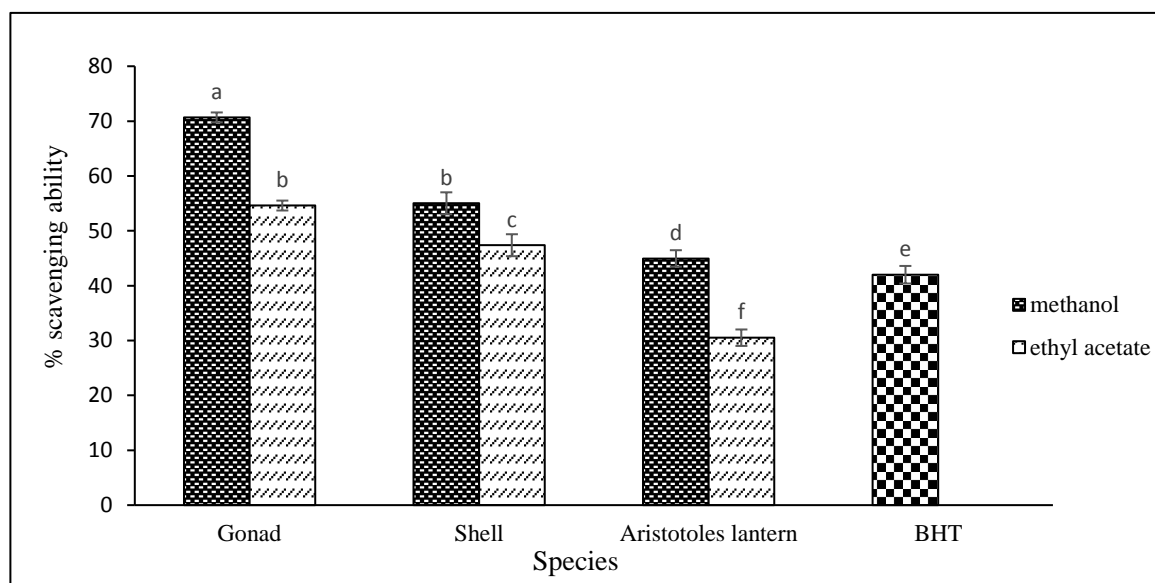 % scavenging ability
80
70
60
50
40
30
20
10
0
a
b
b
c
d
f
e
Gonad
Shell
Aristotoles lantern
BHT
Species
methanol
ethyl acetate